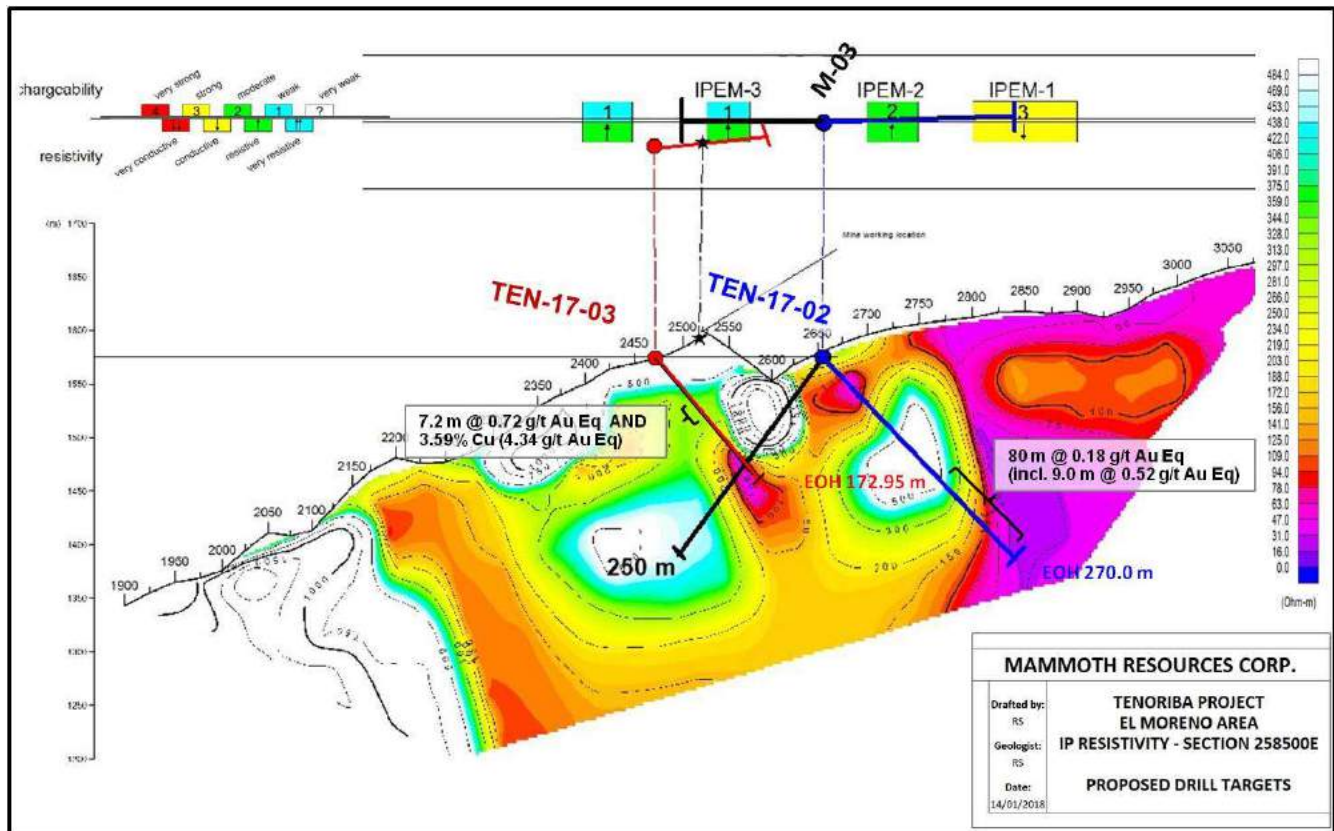 chargeability
very strong
strong
moderate
weak
very weak
4
3
2
1
?
resistivity
very conductive
conductive
resistive
very resistive
IPEM-3
M-03
IPEM-2
IPEM-1
1
1
2
3
Mine working location
TEN-17-03
TEN-17-02
(m) 1700
1650
1600
1550
1500
1450
1400
1350
1300
1250
1200
1900
1950
2000
2050
2100
2150
2200
2350
2400
2450
2500
2550
2600
2650
2700
2750
2800
2850
2900
2950
3000
3050
7.2 m @ 0.72 g/t Au Eq AND
3.59% Cu (4.34 g/t Au Eq)
EOH 172.95 m
80 m @ 0.18 g/t Au Eq
(incl. 9.0 m @ 0.52 g/t Au Eq)
250 m
EOH 270.0 m
484.0
469.0
453.0
438.0
422.0
406.0
391.0
375.0
359.0
344.0
328.0
313.0
297.0
281.0
266.0
250.0
234.0
219.0
203.0
188.0
172.0
156.0
141.0
125.0
109.0
94.0
78.0
63.0
47.0
31.0
16.0
0.0
(Ohm-m)
MAMMOTH RESOURCES CORP.
Drafted by:
RS
Geologist:
RS
Date:
14/01/2018
TENORIBA PROJECT
EL MORENO AREA
IP RESISTIVITY - SECTION 258500E
PROPOSED DRILL TARGETS